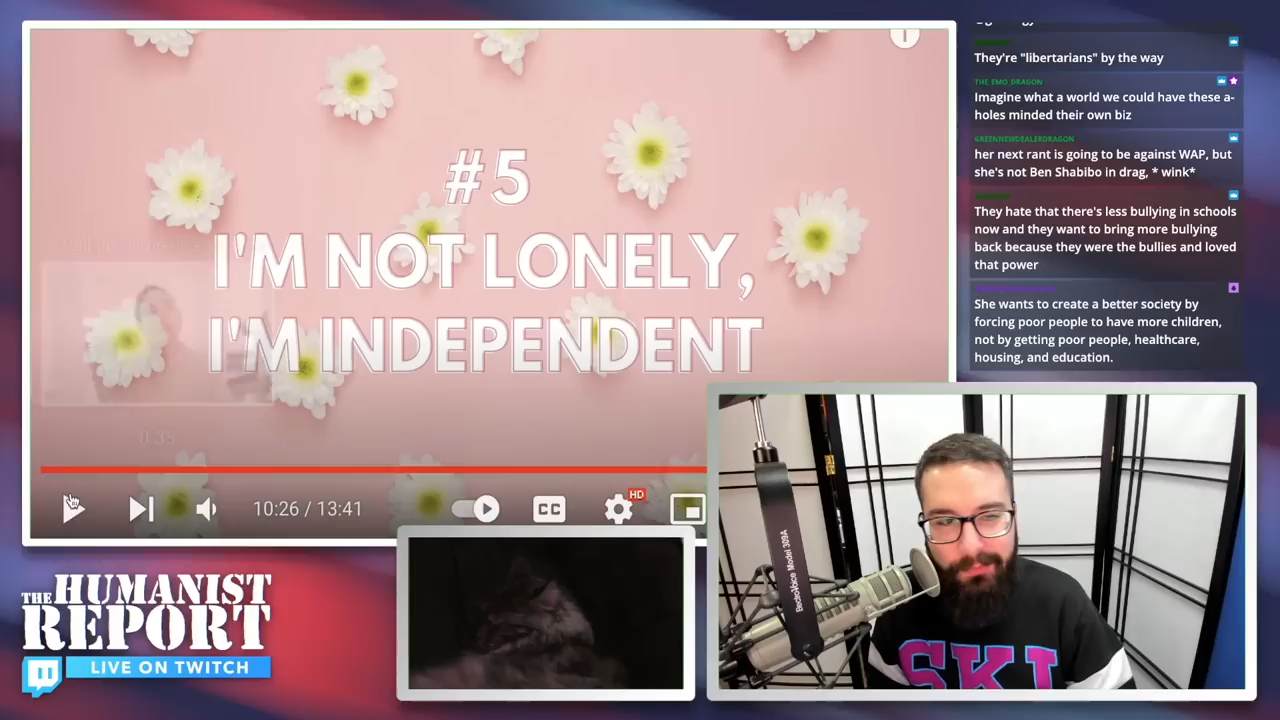 #5
I'M NOT LONELY,
I'M INDEPENDENT
0:35
10:26 / 13:41
CC
HD
They're "libertarians" by the way
THE_EMO_DRAGON
Imagine what a world we could have these a-
holes minded their own biz
GREENNEWDEALERDRAGON
her next rant is going to be against WAP, but
she's not Ben Shabibo in drag, * wink*
They hate that there's less bullying in schools
now and they want to bring more bullying
back because they were the bullies and loved
that power
She wants to create a better society by
forcing poor people to have more children,
not by getting poor people, healthcare,
housing, and education.
THE HUMANIST
REPORT
LIVE ON TWITCH
ElectroVoice Model 309A
SKI